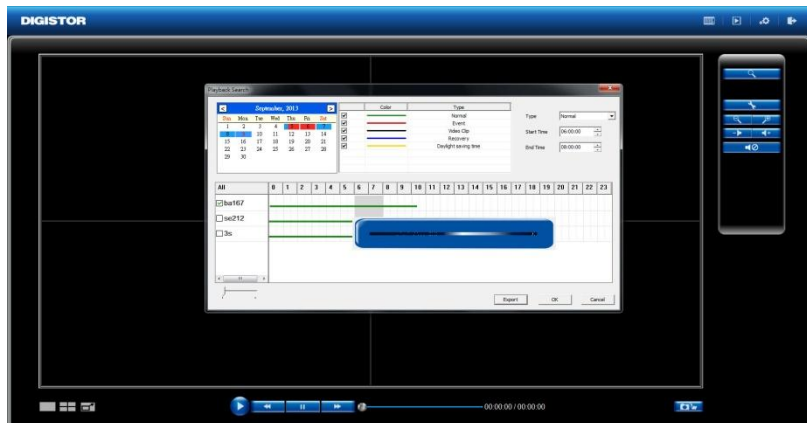 DIGISTOR
Playback Search
September, 2013
Sun Mon Tue Wed Thu Fri Sat
1 2 3 4 5 6 7
8 9 10 11 12 13 14
15 16 17 18 19 20 21
22 23 24 25 26 27 28
29 30
Color Type
Normal
Event
Video Clip
Recovery
Daylight saving time
Type Normal
Start Time 06:00:00
End Time 08:00:00
All 0 1 2 3 4 5 6 7 8 9 10 11 12 13 14 15 16 17 18 19 20 21 22 23
ba167
se212
3s
Export OK Cancel
00:00:00 / 00:00:00